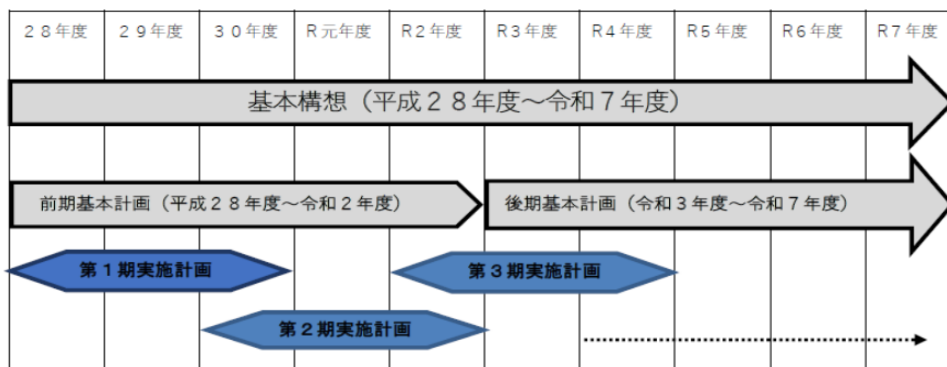 ２８年度 ２９年度 ３０年度 R元年度 R２年度 R３年度 R４年度 R５年度 R６年度 R７年度
基本構想（平成２８年度～令和７年度）
前期基本計画（平成２８年度～令和２年度） 後期基本計画（令和３年度～令和７年度）
第１期実施計画 第３期実施計画
第２期実施計画